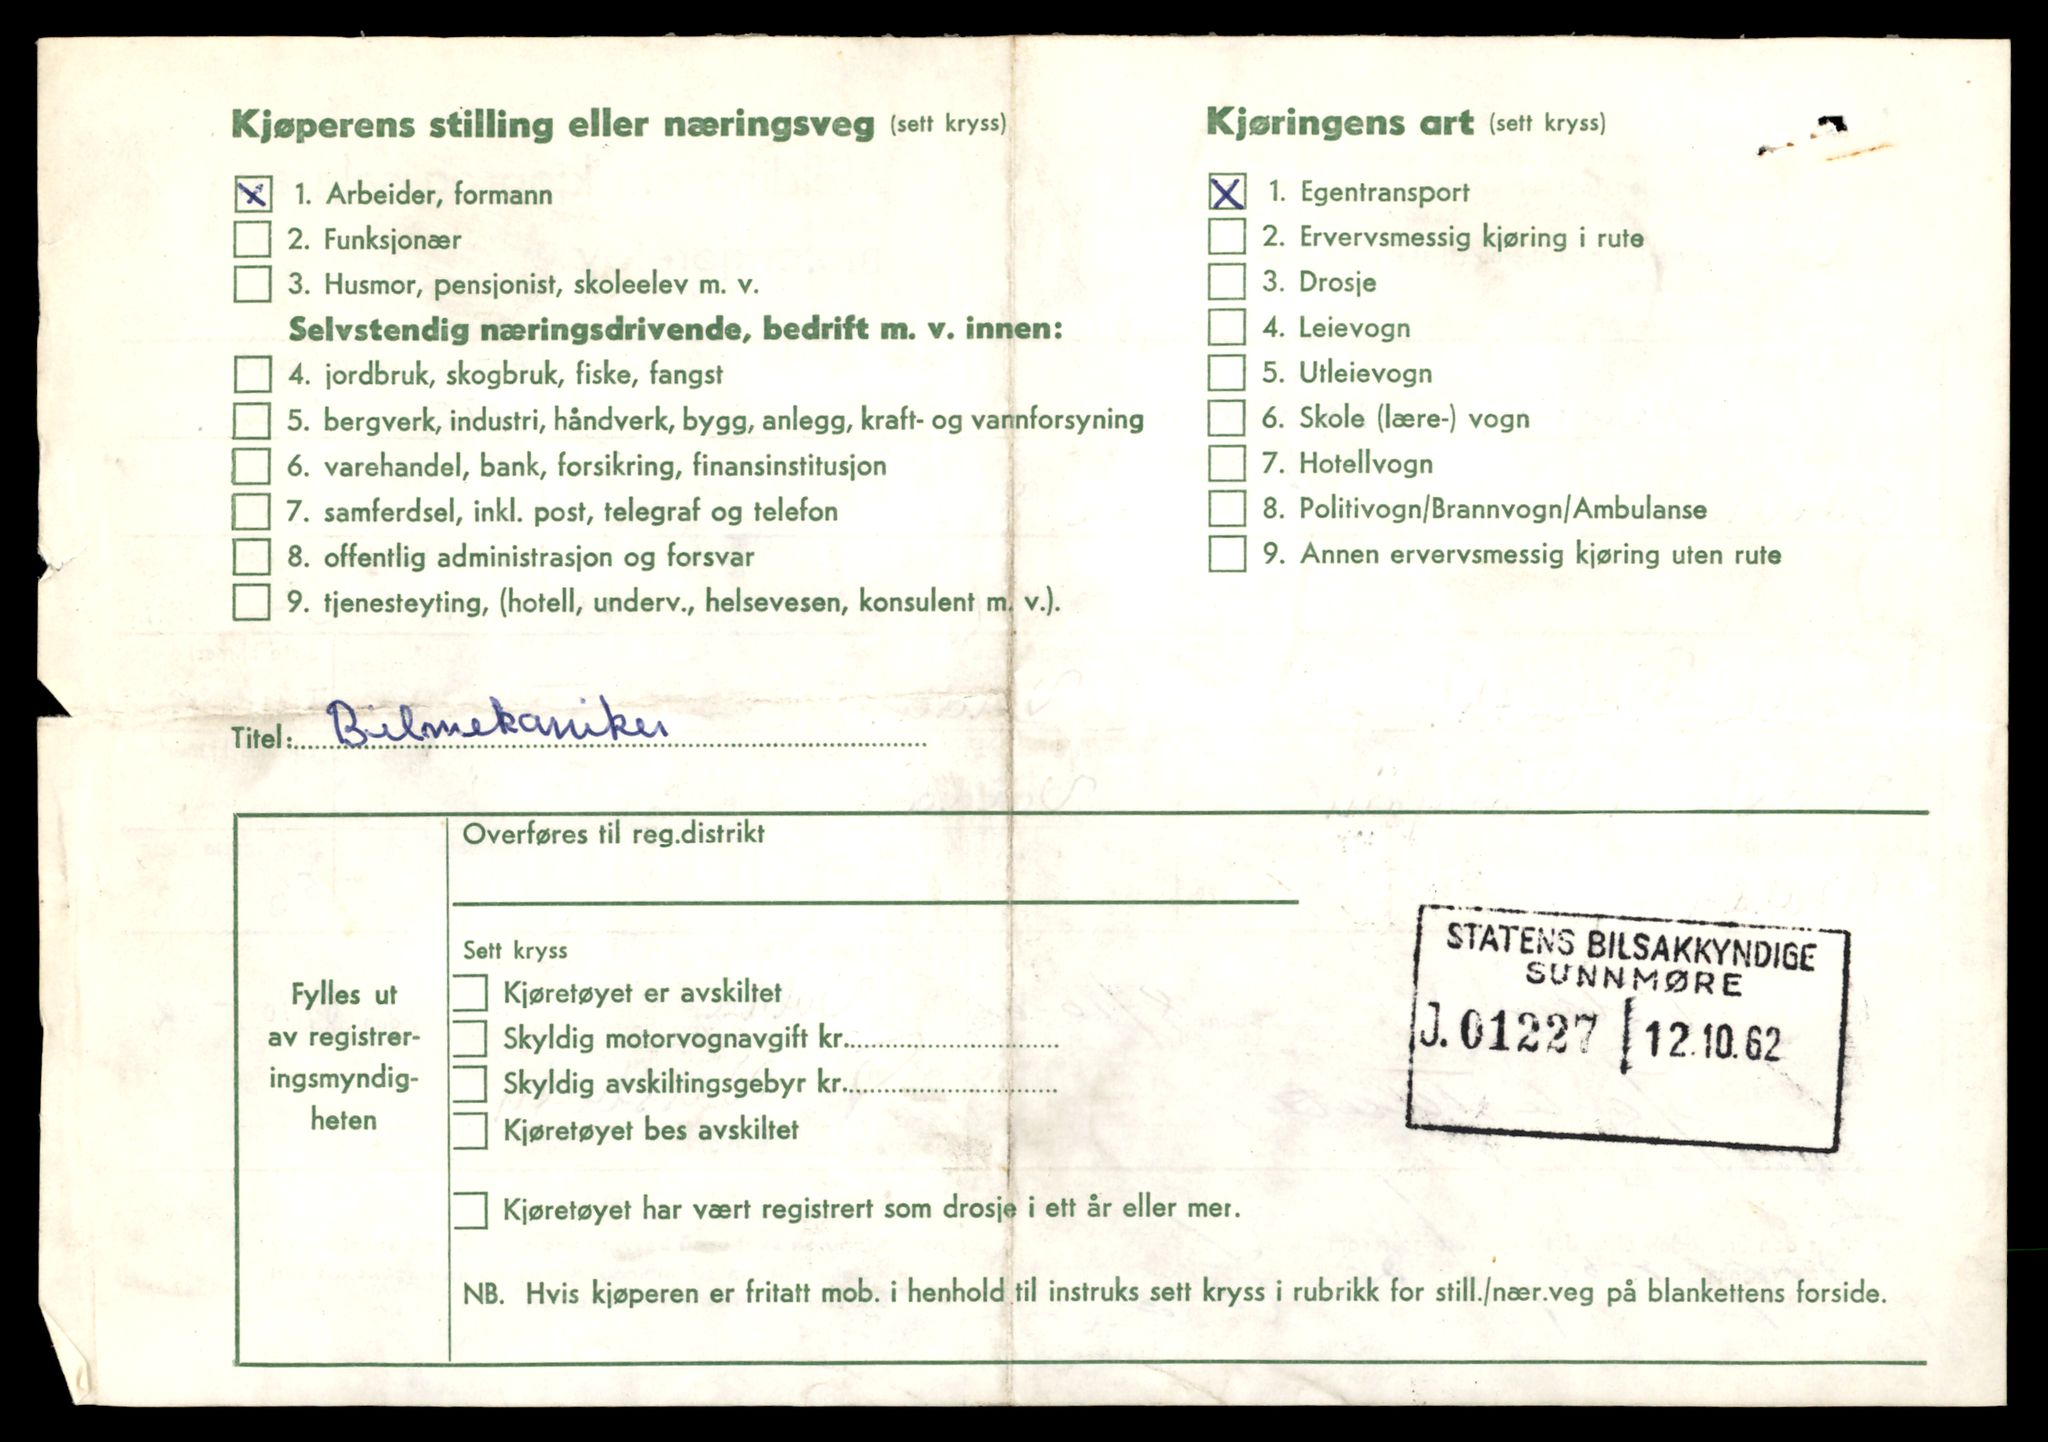 Kjøperens stilling eller næringsveg (sett kryss)
X 1. Arbeider, formann
2. Funksjonær
3. Husmor, pensjonist, skoleelev m. v.
Selvstendig næringsdrivende, bedrift m. v. innen:
4. jordbruk, skogbruk, fiske, fangst
5. bergverk, industri, håndverk, bygg, anlegg, kraft- og vannforsyning
6. varehandel, bank, forsikring, finansinstitusjon
7. samferdsel, inkl. post, telegraf og telefon
8. offentlig administrasjon og forsvar
9. tjenesteyting, (hotell, underv., helsevesen, konsulent m. v.).
Titel: Bilmekaniker
Kjøringens art (sett kryss)
X 1. Egentransport
2. Ervervsmessig kjøring i rute
3. Drosje
4. Leievogn
5. Utleievogn
6. Skole (lære-) vogn
7. Hotellvogn
8. Politivogn/Brannvogn/Ambulanse
9. Annen ervervsmessig kjøring uten rute
Fylles ut
av registrer-
ingsmyndig-
heten
Overføres til reg.distrikt
Sett kryss
Kjøretøyet er avskiltet
Skyldig motorvognavgift kr.
Skyldig avskiltingsgebyr kr.
Kjøretøyet bes avskiltet
Kjøretøyet har vært registrert som drosje i ett år eller mer.
NB. Hvis kjøperen er fritatt mob. i henhold til instruks sett kryss i rubrikk for still./nær.veg på blankettens forside.
STATENS BILSAKKYNDIGE
SUNNMØRE
J. 01227 | 12.10.62